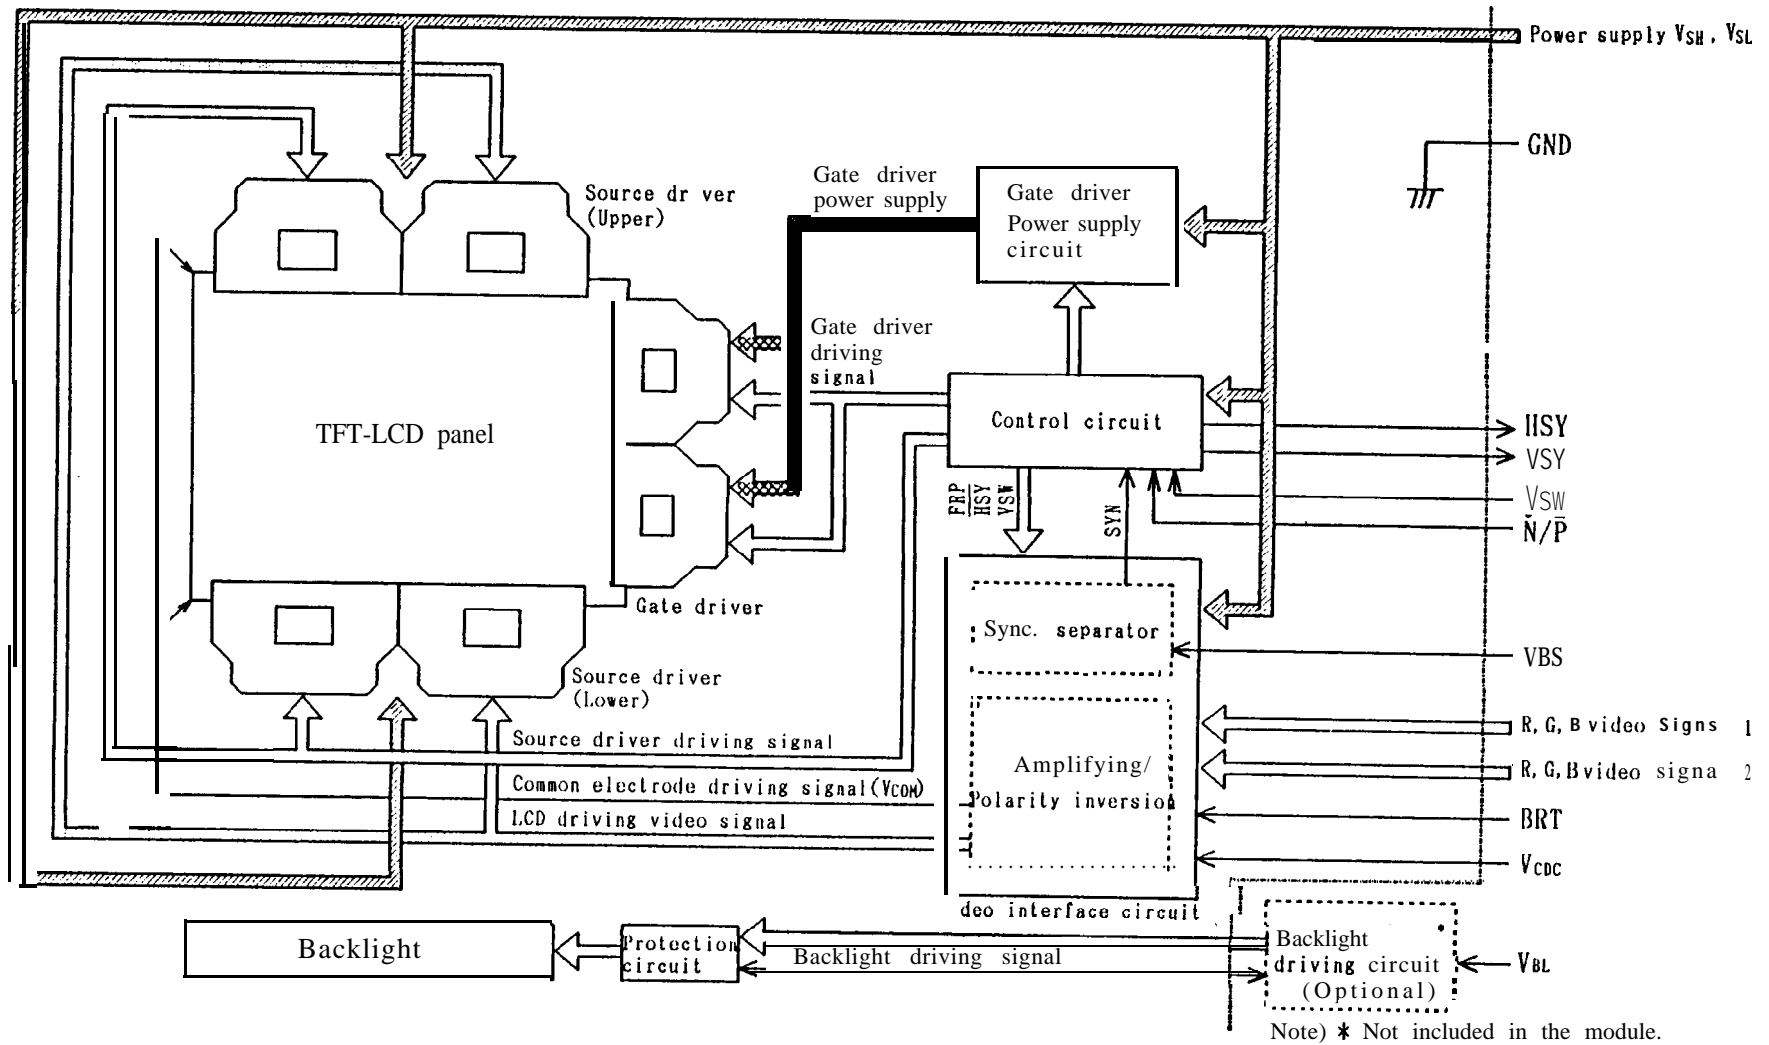 Power supply VSH, VSL
GND
Source dr ver
(Upper)
Gate driver
power supply
Gate driver
Power supply
circuit
Gate driver
driving
signal
TFT-LCD panel
Control circuit
HSY
VSY
VSW
N/P̄
FRP
HSY
VSW
SYN
Gate driver
Sync. separator
VBS
Source driver
(Lower)
Source driver driving signal
R, G, B video Signs 1
Common electrode driving signal (VCOM)
Amplifying/
Polarity inversion
R, G, B video signa 2
LCD driving video signal
BRT
VCDC
deo interface circuit
Backlight
Protection
circuit
Backlight driving signal
Backlight
driving circuit
(Optional)
*
VBL
Note) * Not included in the module.